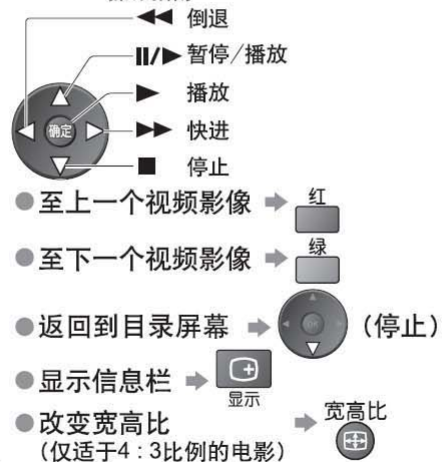 倒退
暂停/播放
播放
确定
快进
停止
至上一个视频影像 红
至下一个视频影像 绿
返回到目录屏幕 OK (停止)
显示信息栏
显示
改变宽高比 宽高比
(仅适于4:3比例的电影)